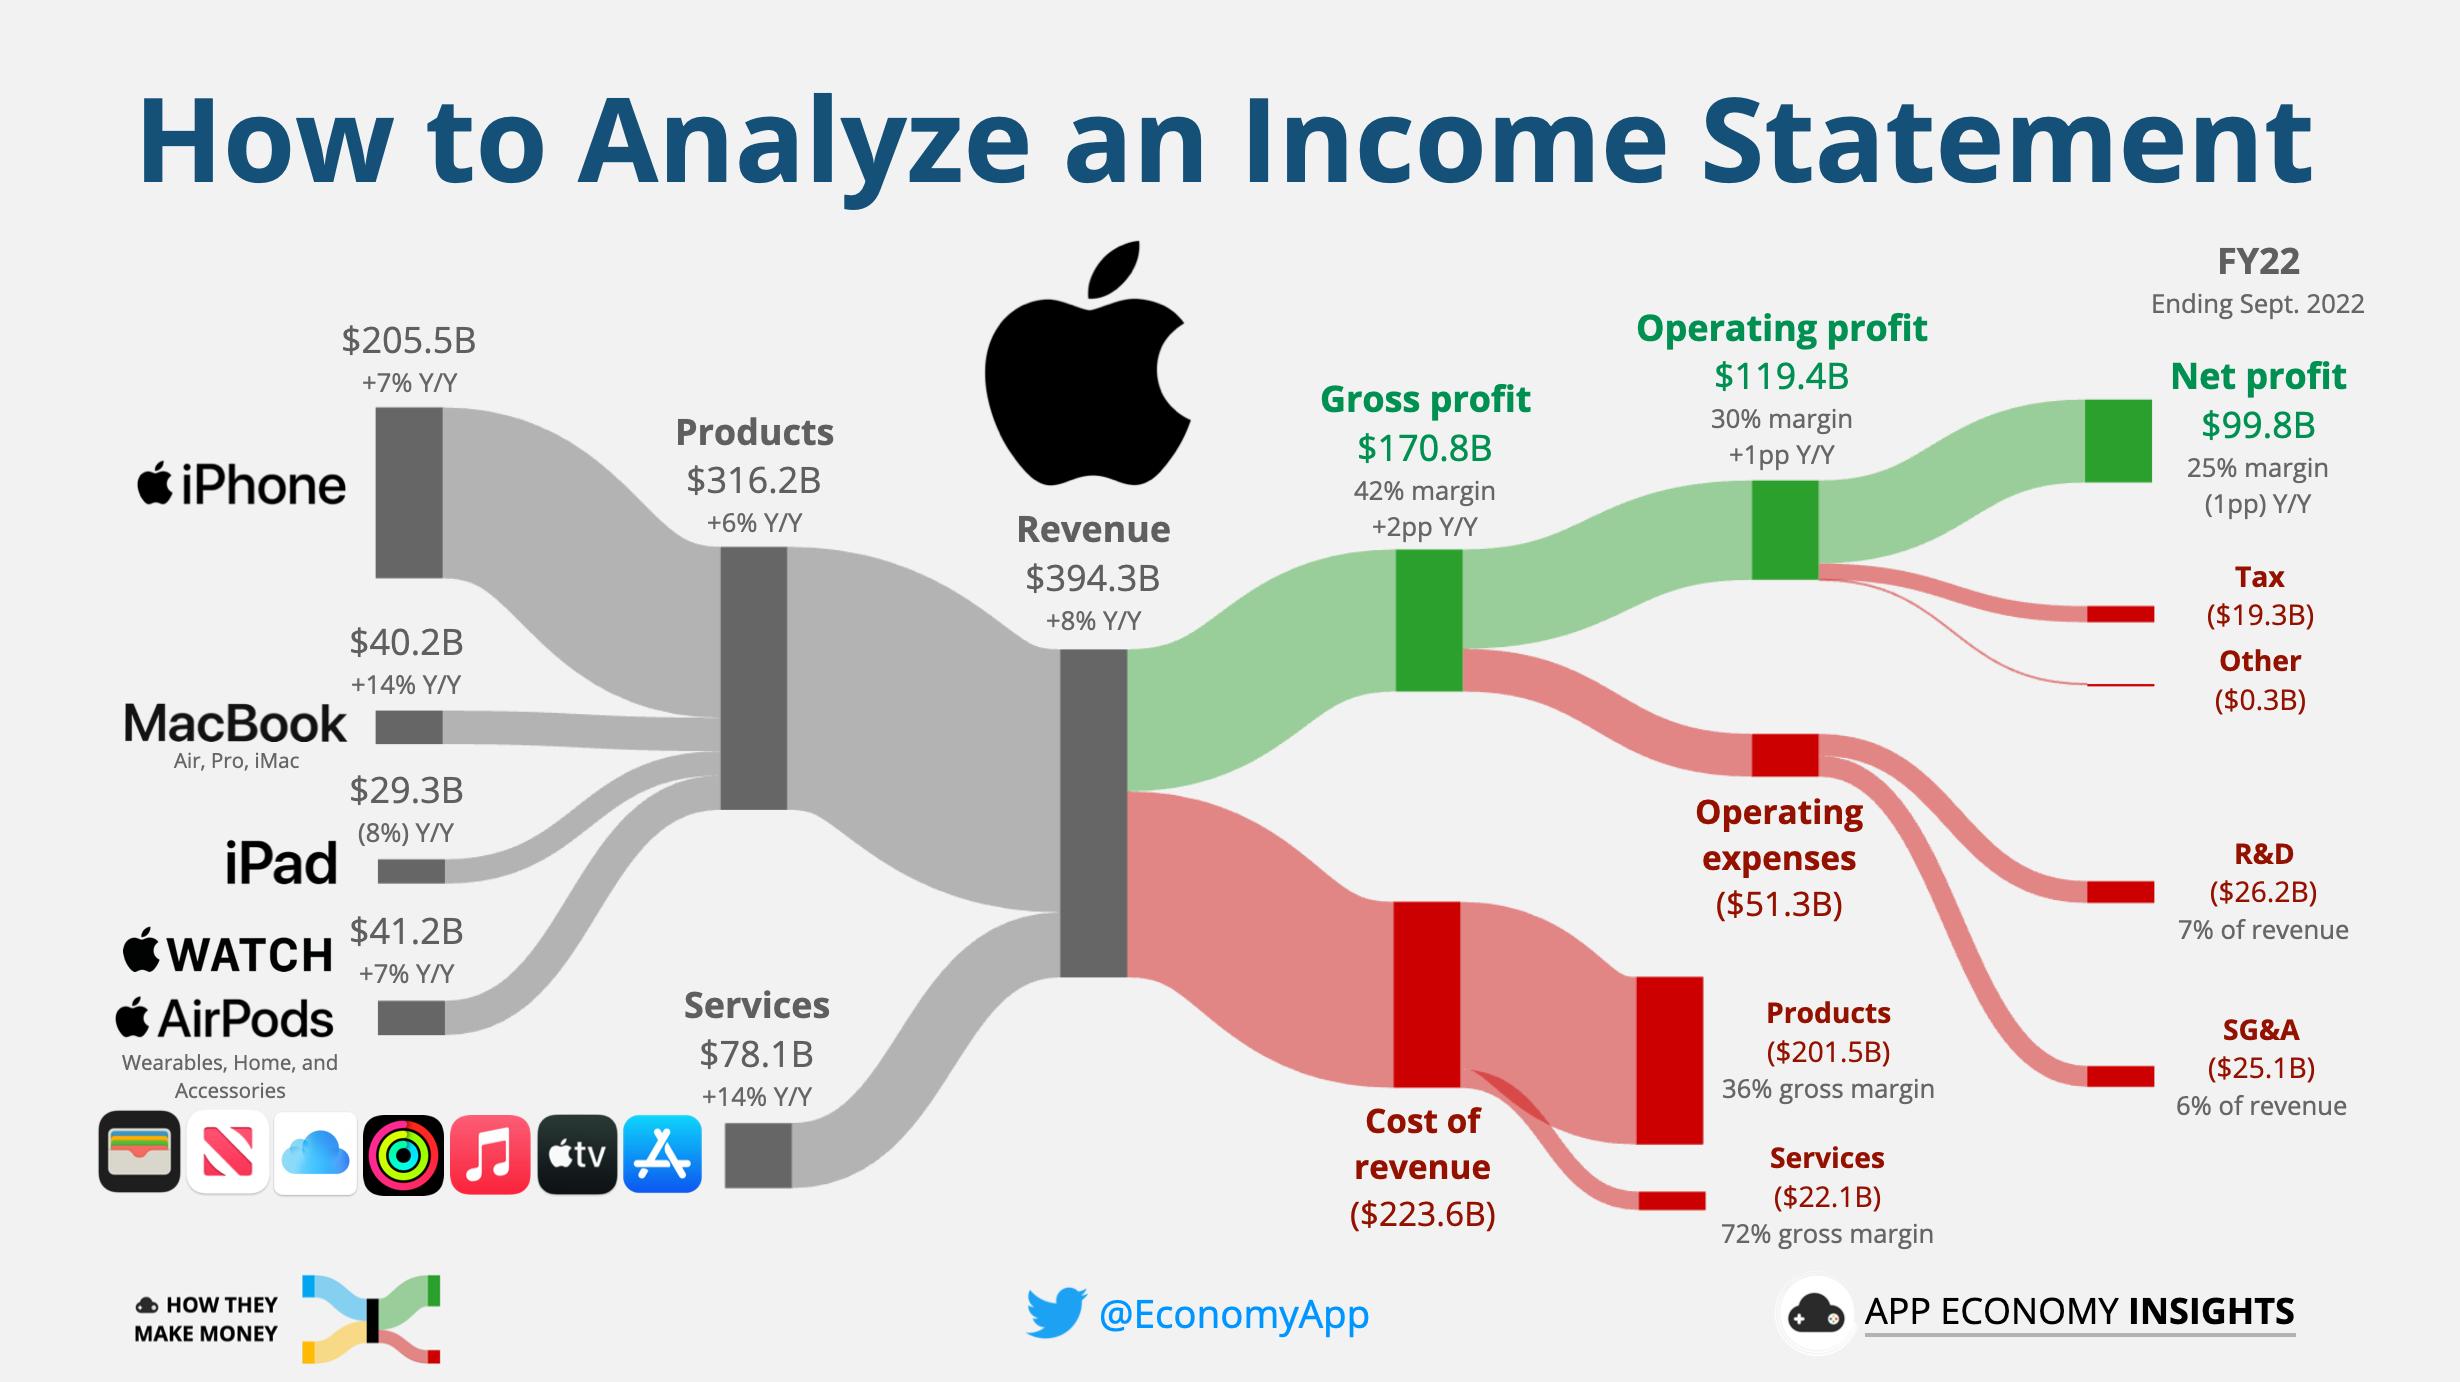 How to Analyze an Income Statement
FY22
Ending Sept. 2022
$205.5B
+7% Y/Y
iPhone
$40.2B
+14% Y/Y
MacBook
Air, Pro, iMac
$29.3B
(8%) Y/Y
iPad
$41.2B
+7% Y/Y
WATCH
AirPods
Wearables, Home, and
Accessories
tv
Products
$316.2B
+6% Y/Y
Services
$78.1B
+14% Y/Y
Revenue
$394.3B
+8% Y/Y
Gross profit
$170.8B
42% margin
+2pp Y/Y
Operating profit
$119.4B
30% margin
+1pp Y/Y
Net profit
$99.8B
25% margin
(1pp) Y/Y
Tax
($19.3B)
Other
($0.3B)
Operating
expenses
($51.3B)
R&D
($26.2B)
7% of revenue
SG&A
($25.1B)
6% of revenue
Cost of
revenue
($223.6B)
Products
($201.5B)
36% gross margin
Services
($22.1B)
72% gross margin
HOW THEY
MAKE MONEY
@EconomyApp
APP ECONOMY INSIGHTS